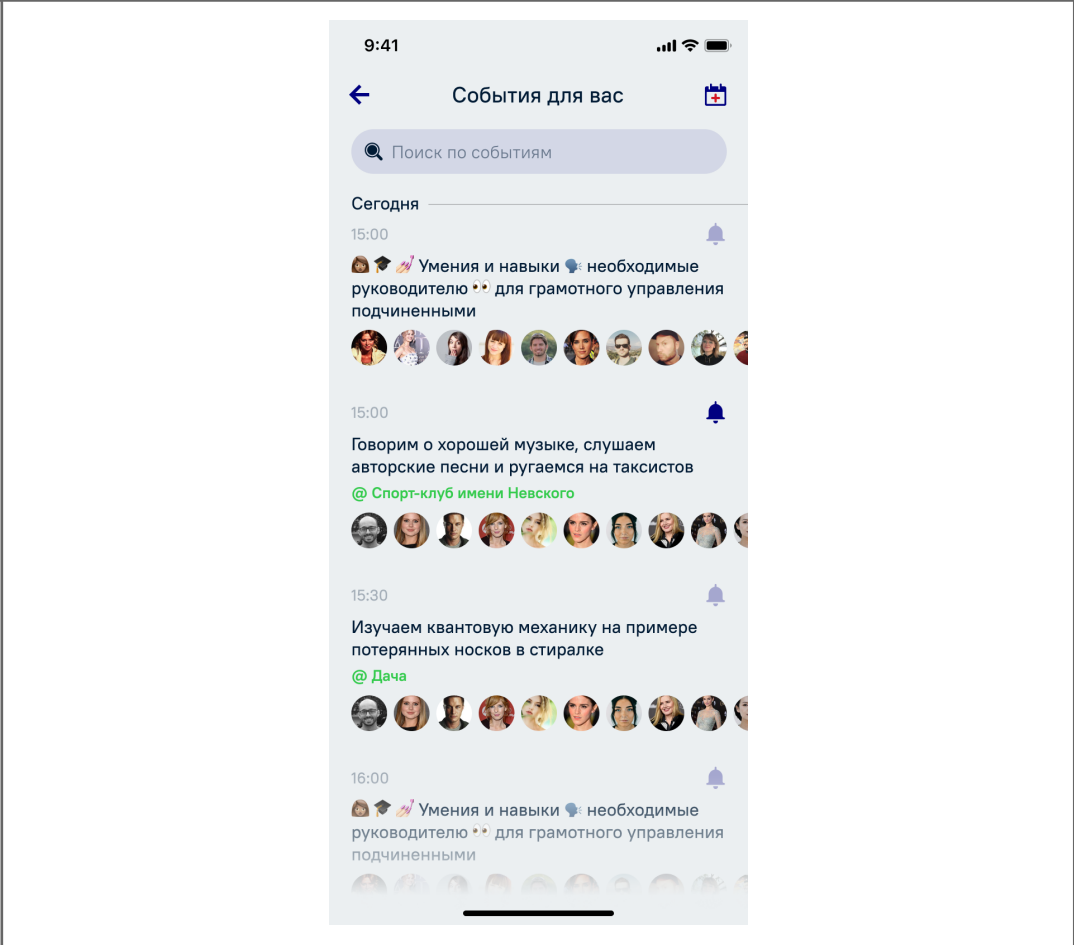 9:41
События для вас
Поиск по событиям
Сегодня
15:00
👩🏽🎓💅🏻 Умения и навыки 🗣 необходимые
руководителю 👀 для грамотного управления
подчиненными
15:00
Говорим о хорошей музыке, слушаем
авторские песни и ругаемся на таксистов
@ Спорт-клуб имени Невского
15:30
Изучаем квантовую механику на примере
потерянных носков в стиралке
@ Дача
16:00
👩🏽🎓💅🏻 Умения и навыки 🗣 необходимые
руководителю 👀 для грамотного управления
подчиненными